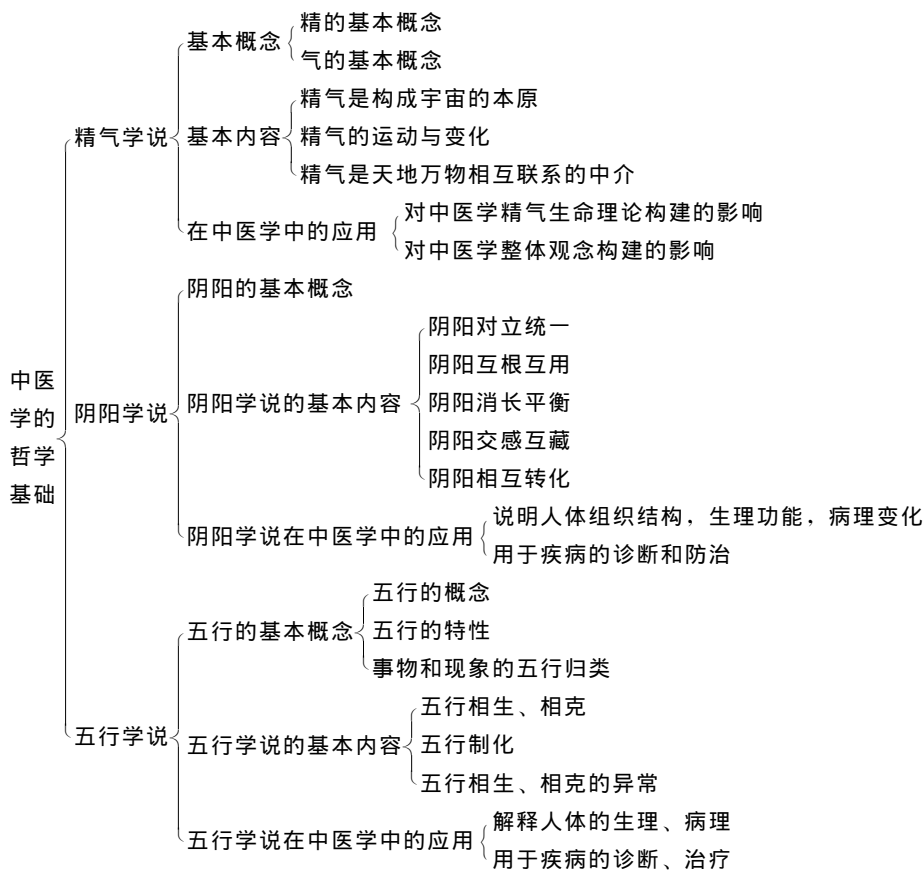 中医
学的
哲学
基础
精气学说
基本概念
精的基本概念
气的基本概念
基本内容
精气是构成宇宙的本原
精气的运动与变化
精气是天地万物相互联系的中介
在中医学中的应用
对中医学精气生命理论构建的影响
对中医学整体观念构建的影响
阴阳学说
阴阳的基本概念
阴阳学说的基本内容
阴阳对立统一
阴阳互根互用
阴阳消长平衡
阴阳交感互藏
阴阳相互转化
阴阳学说在中医学中的应用
说明人体组织结构，生理功能，病理变化
用于疾病的诊断和防治
五行学说
五行的基本概念
五行的概念
五行的特性
事物和现象的五行归类
五行学说的基本内容
五行相生、相克
五行制化
五行相生、相克的异常
五行学说在中医学中的应用
解释人体的生理、病理
用于疾病的诊断、治疗